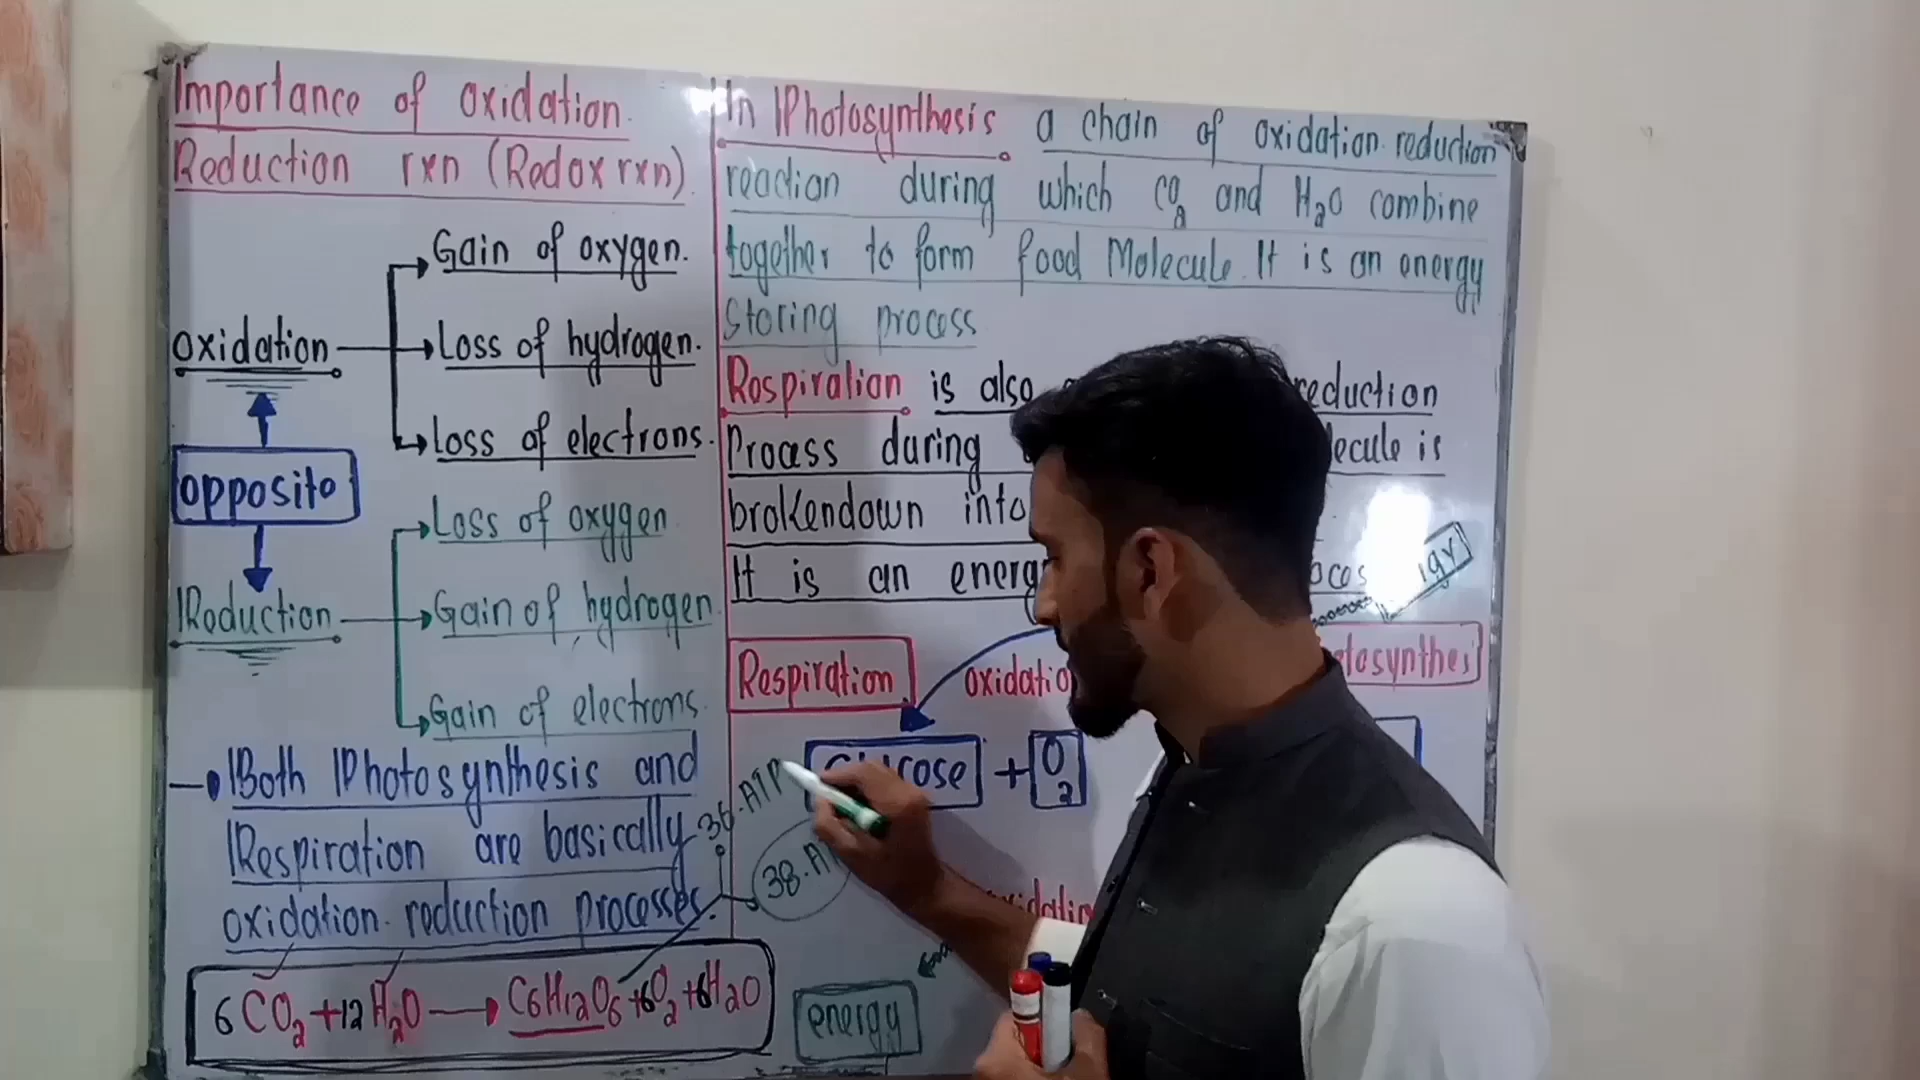 Importance of oxidation.
Reduction rxn (Redox rxn).
Gain of oxygen.
oxidation
Loss of hydrogen.
Loss of electrons.
opposite
Loss of oxygen
Reduction
Gain of hydrogen
Gain of electrons.
Both Photosynthesis and
Respiration are basically
oxidation-reduction processes.
6CO2+12H2O→C6H12O6+6O2+6H2O
In Photosynthesis a chain of oxidation-reduction
reaction during which CO2 and H2O combine
together to form food Molecule. It is an energy
storing process
Respiration is also reduction
Process during ecule is
brokendown into
It is an energ
Respiration oxidatio tosynthes
cose + O2
36-ATP
38-AT
energy